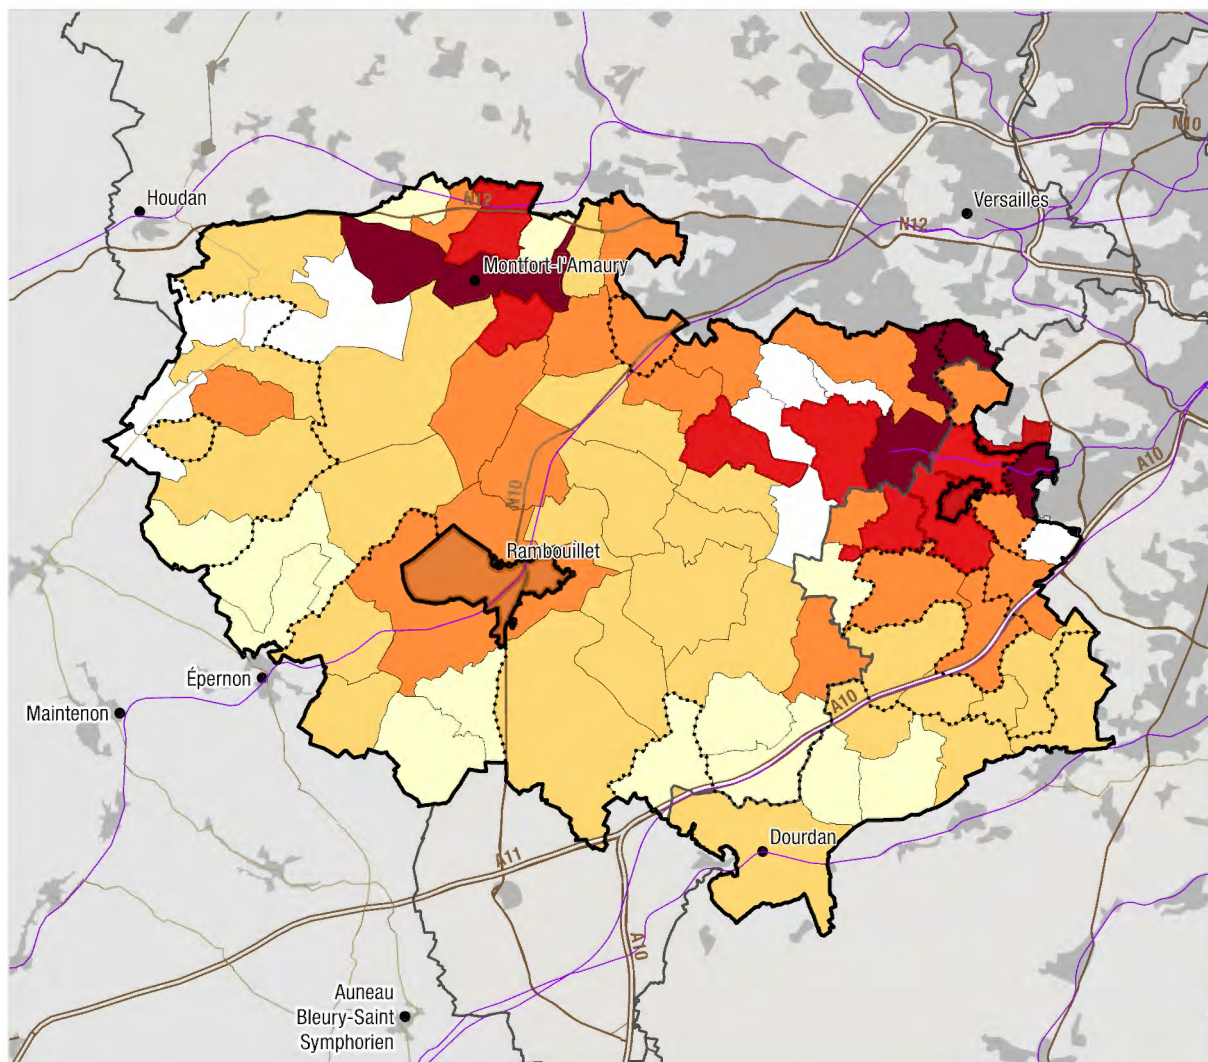 N10
Houdan
Versailles
N12
N12
Montfort-l'Amaury
A10
N10
Rambouillet
Épernon
Maintenon
A10
Dourdan
A11
A10
Auneau
Bleury-Saint
Symphorien